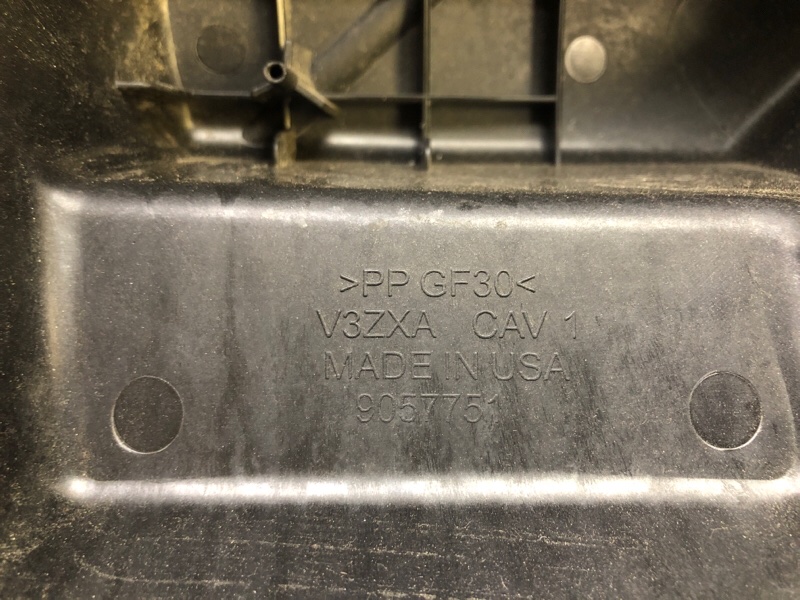 >PP GF30<
V3ZXA CAV 1
MADE IN USA
9057751